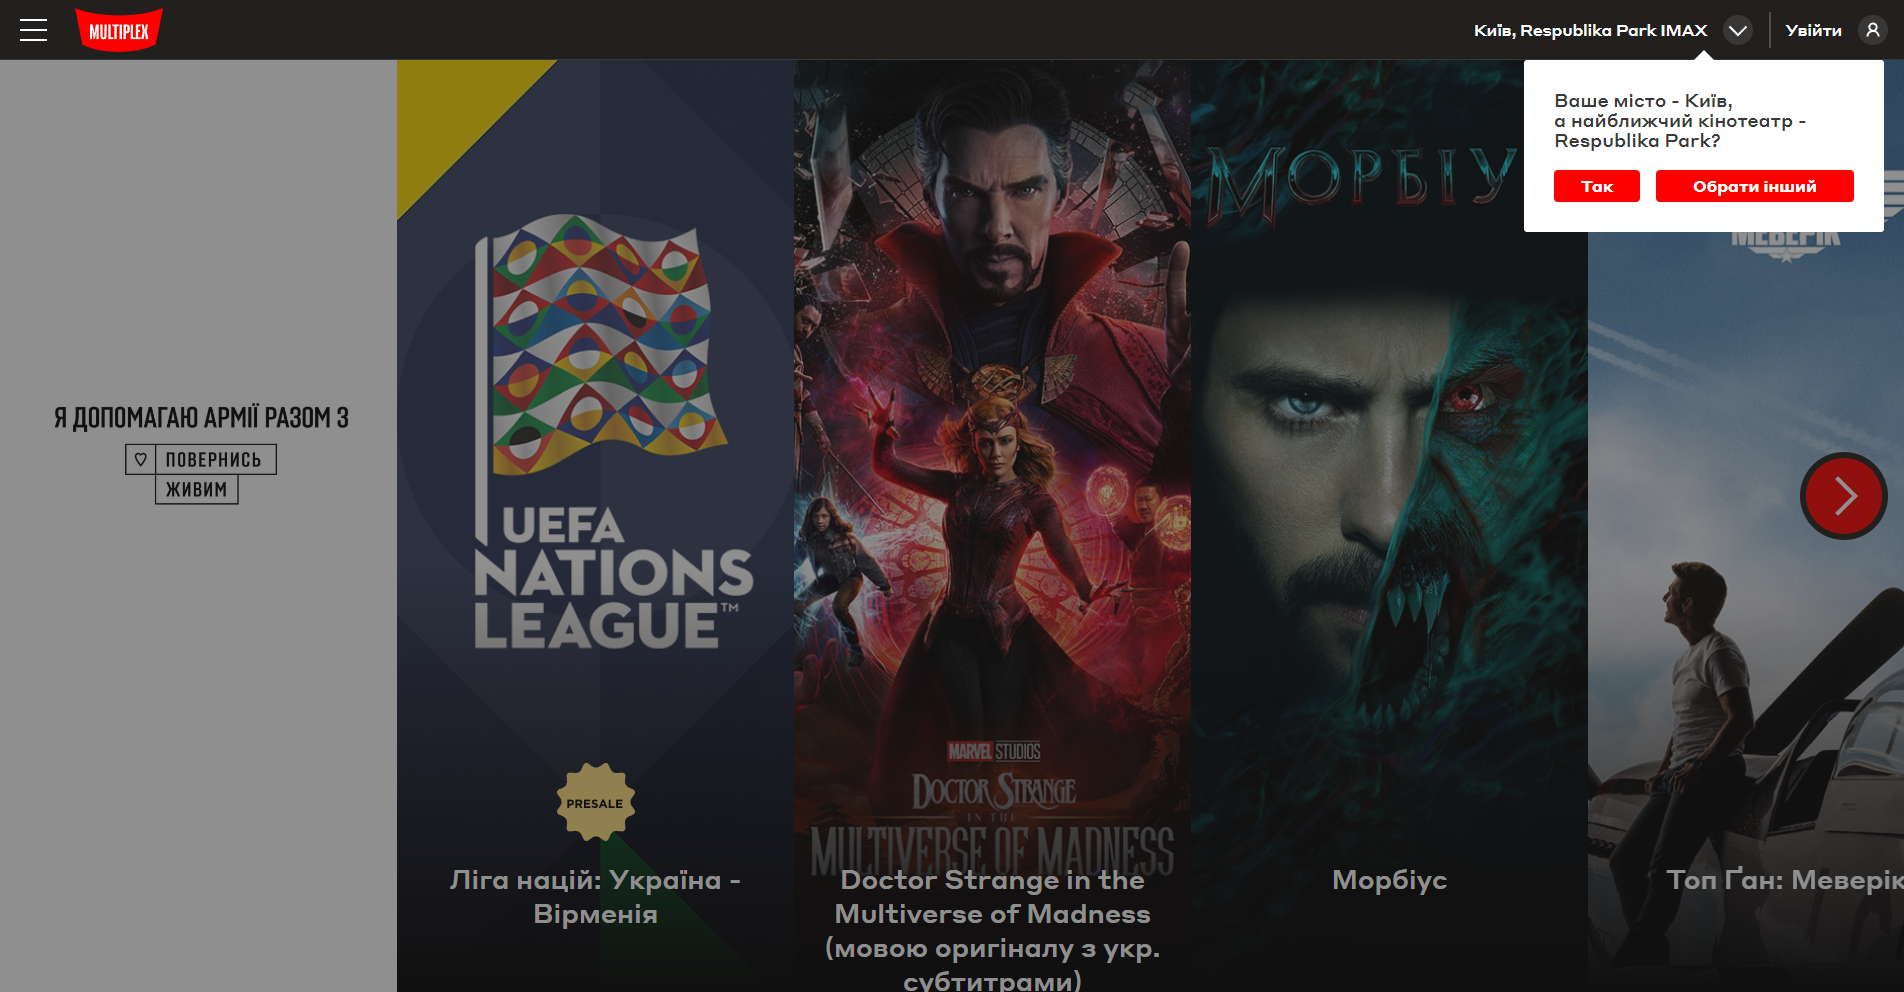 MULTIPLEX
Київ, Respublika Park IMAX
Увійти
Ваше місто - Київ,
а найближчий кінотеатр -
Respublika Park?
Так
Обрати інший
Я ДОПОМАГАЮ АРМІЇ РАЗОМ З
ПОВЕРНИСЬ
ЖИВИМ
UEFA
NATIONS
LEAGUE™
PRESALE
Ліга націй: Україна -
Вірменія
MARVEL STUDIOS
DOCTOR STRANGE
IN THE
MULTIVERSE OF MADNESS
Doctor Strange in the
Multiverse of Madness
(мовою оригіналу з укр.
субтитрами)
МОРБІУ
Морбіус
МЕВЕРІК
Топ Ґан: Меверік